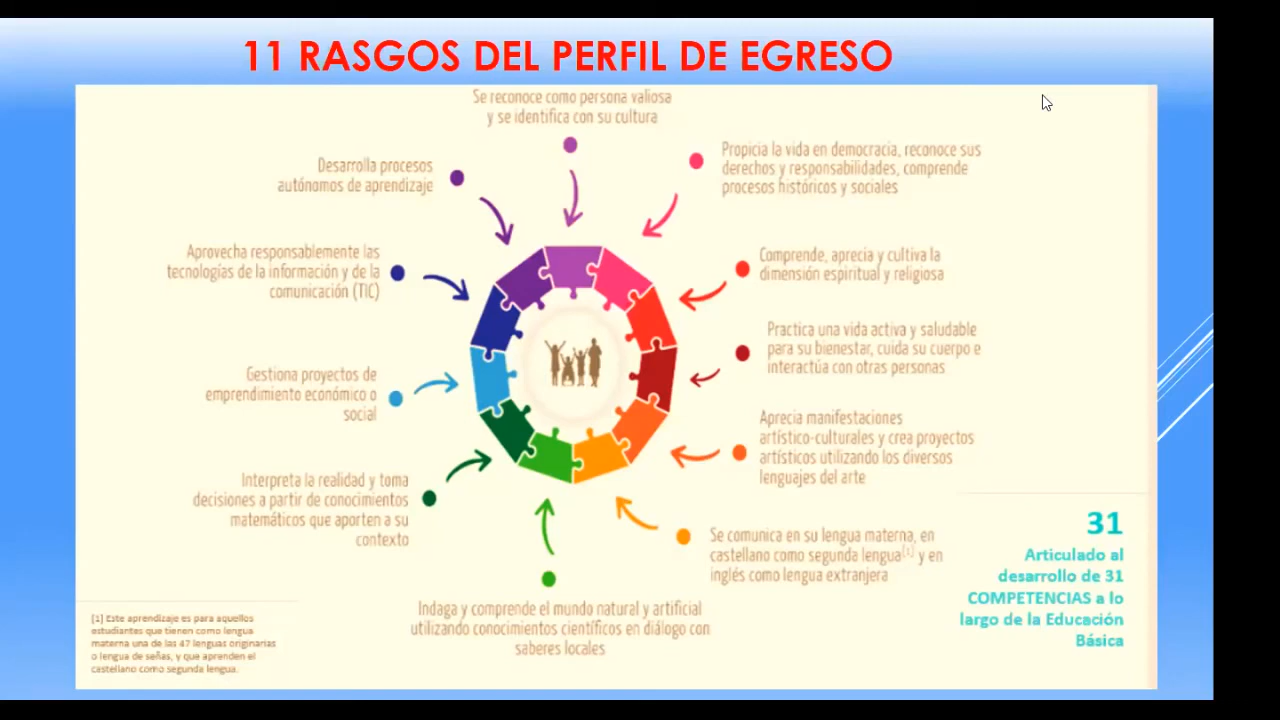 11 RASGOS DEL PERFIL DE EGRESO
Se reconoce como persona valiosa
y se identifica con su cultura
Propicia la vida en democracia, reconoce sus
derechos y responsabilidades, comprende
procesos históricos y sociales
Comprende, aprecia y cultiva la
dimensión espiritual y religiosa
Practica una vida activa y saludable
para su bienestar, cuida su cuerpo e
interactúa con otras personas
Aprecia manifestaciones
artístico-culturales y crea proyectos
artísticos utilizando los diversos
lenguajes del arte
Se comunica en su lengua materna, en
castellano como segunda lengua(1) y en
inglés como lengua extranjera
Indaga y comprende el mundo natural y artificial
utilizando conocimientos científicos en diálogo con
saberes locales
Interpreta la realidad y toma
decisiones a partir de conocimientos
matemáticos que aporten a su
contexto
Gestiona proyectos de
emprendimiento económico o
social
Aprovecha responsablemente las
tecnologías de la información y de la
comunicación (TIC)
Desarrolla procesos
autónomos de aprendizaje
31
Articulado al
desarrollo de 31
COMPETENCIAS a lo
largo de la Educación
Básica
(1) Este aprendizaje es para aquellos
estudiantes que tienen como lengua
materna una de las 47 lenguas originarias
o lengua de señas, y que aprenden el
castellano como segunda lengua.